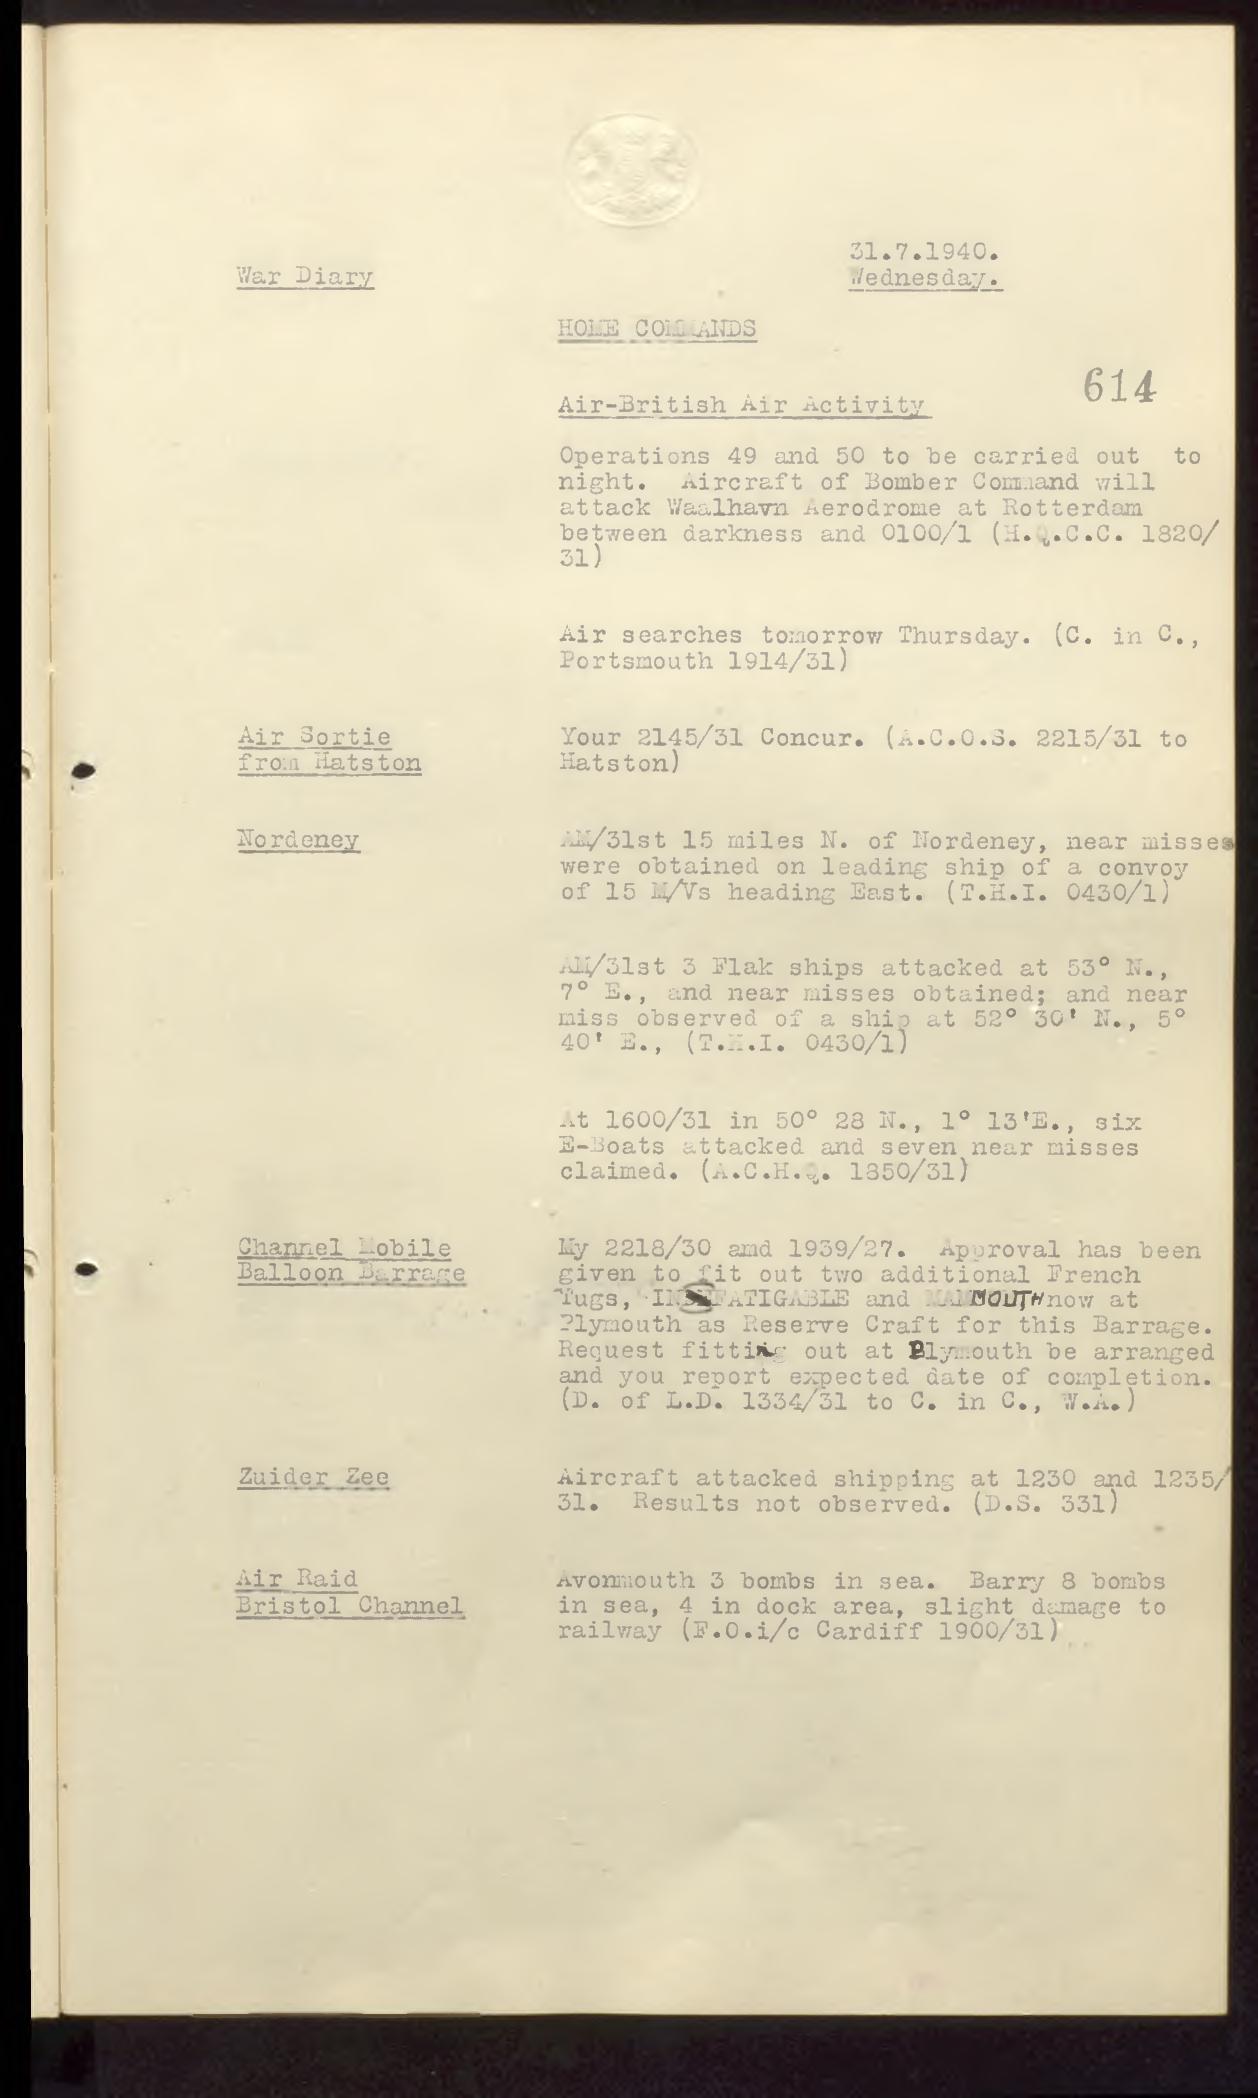 31.7.1940.
War Diary
Wednesday.
HOME COMMANDS
614
Air-British Air Activity
Operations 49 and 50 to be carried out to
night. Aircraft of Bomber Command will
attack Waalhavn Aerodrome at Rotterdam
between darkness and 0100/1 (H.Q.C.C. 1820/
31)
Air searches tomorrow Thursday. (C. in C.,
Portsmouth 1914/31)
Air Sortie
from Hatston
Your 2145/31 Concur. (A.C.O.S. 2215/31 to
Hatston)
Nordeney
AM/31st 15 miles N. of Nordeney, near misses
were obtained on leading ship of a convoy
of 15 M/Vs heading East. (T.H.I. 0430/1)
AM/31st 3 Flak ships attacked at 53° N.,
7° E., and near misses obtained; and near
miss observed of a ship at 52° 30' N., 5°
40' E., (T.H.I. 0430/1)
At 1600/31 in 50° 28 N., 1° 13'E., six
E-Boats attacked and seven near misses
claimed. (A.C.H.Q. 1850/31)
Channel Mobile
Balloon Barrage
My 2218/30 and 1939/27. Approval has been
given to fit out two additional French
Tugs, INDEFATIGABLE and MAMMOUTH now at
Plymouth as Reserve Craft for this Barrage.
Request fitting out at Plymouth be arranged
and you report expected date of completion.
(D. of L.D. 1334/31 to C. in C., W.A.)
Zuider Zee
Aircraft attacked shipping at 1230 and 1235/
31. Results not observed. (D.S. 331)
Air Raid
Bristol Channel
Avonmouth 3 bombs in sea. Barry 8 bombs
in sea, 4 in dock area, slight damage to
railway (F.O.i/c Cardiff 1900/31)